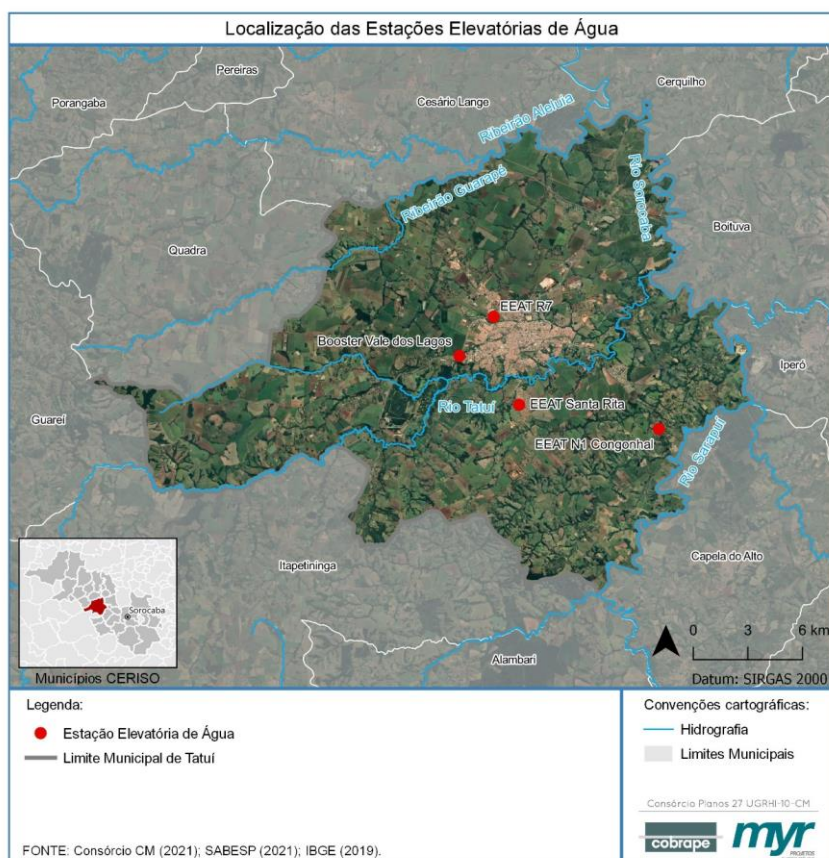 Localização das Estações Elevatórias de Água
Porangaba
Pereiras
Cesário Lange
Cerquilho
Ribeirão Aleluia
Ribeirão Guarapé
Rio Sorocaba
Quadra
Boituva
EEAT R7
Booster Vale dos Lagos
Iperó
Guareí
Rio Tatuí
EEAT Santa Rita
EEAT N1 Congonhal
Rio Sarapuí
Itapetininga
Capela do Alto
Sorocaba
Municípios CERISO
Alambari
0 3 6 km
Datum: SIRGAS 2000
Legenda:
Estação Elevatória de Água
Limite Municipal de Tatuí
FONTE: Consórcio CM (2021); SABESP (2021); IBGE (2019).
Convenções cartográficas:
Hidrografia
Limites Municipais
Consórcio Planos 27 UGRHI-10-CM
cobrape
myr
PROJETOS